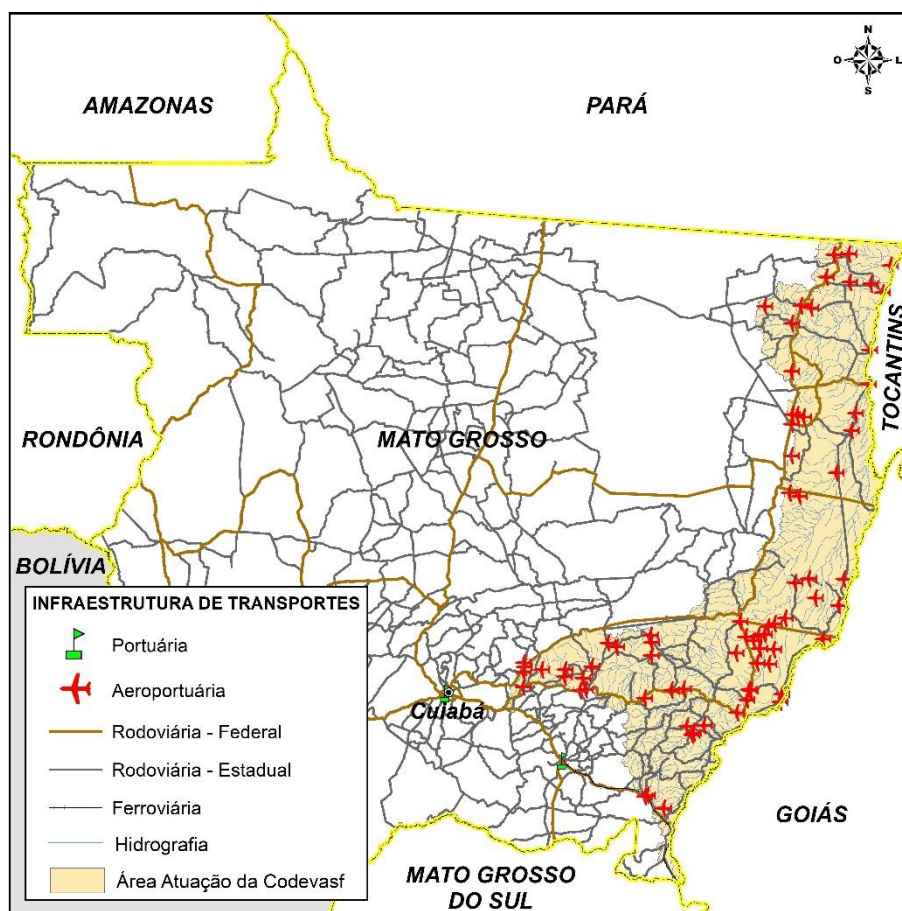 N
O L
S
AMAZONAS
PARÁ
TOCANTINS
RONDÔNIA
MATO GROSSO
BOLÍVIA
INFRAESTRUTURA DE TRANSPORTES
Portuária
Aeroportuária
Rodoviária - Federal
Rodoviária - Estadual
Ferroviária
Hidrografia
Área Atuação da Codevasf
Cuiabá
GOIÁS
MATO GROSSO
DO SUL